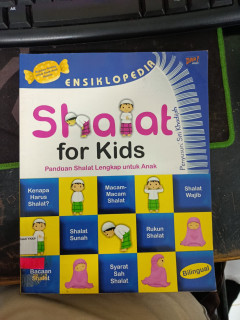 ENSIKLOPEDIA
Shalat
for Kids
Panduan Shalat Lengkap untuk Anak
Kenapa
Harus
Shalat?
Macam-
Macam
Shalat
Shalat
Wajib
Shalat
Sunah
Rukun
Shalat
Bacaan
Shalat
Syarat
Sah
Shalat
Bilingual